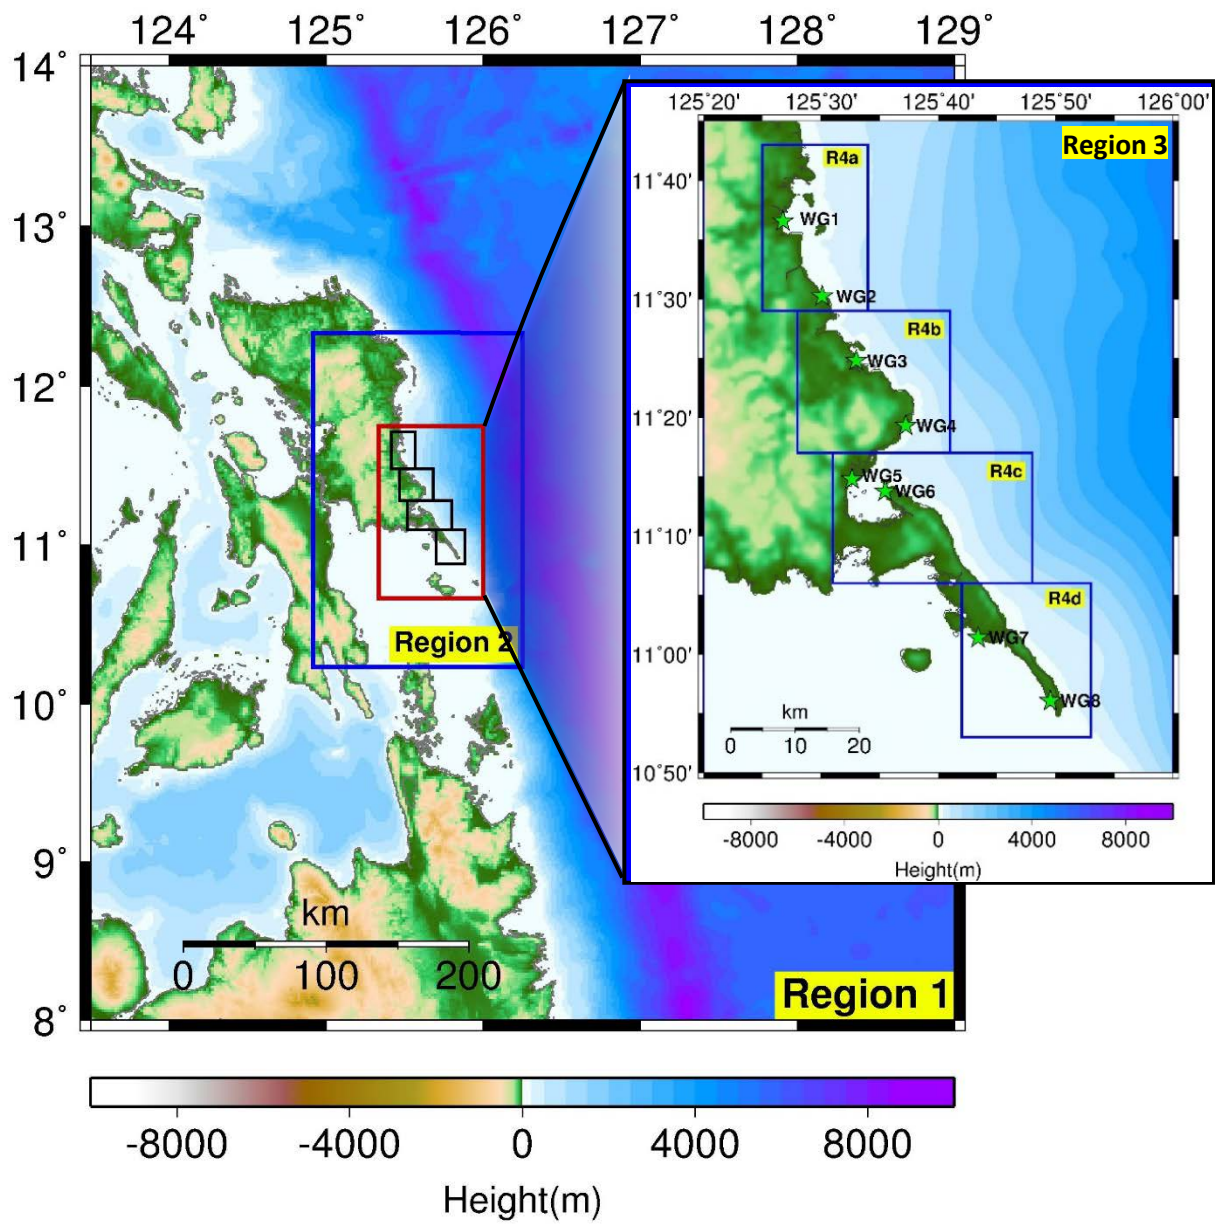 124˚ 125˚ 126˚ 127˚ 128˚ 129˚
14˚
13˚
12˚
11˚
10˚
9˚
8˚
Region 2
km
0 100 200
Region 1
-8000 -4000 0 4000 8000
Height(m)
125˚20' 125˚30' 125˚40' 125˚50' 126˚00'
Region 3
R4a
11˚40'
WG1
11˚30'
WG2
R4b
WG3
11˚20'
WG4
R4c
WG5
WG6
11˚10'
R4d
WG7
11˚00'
WG8
km
0 10 20
10˚50'
-8000 -4000 0 4000 8000
Height(m)